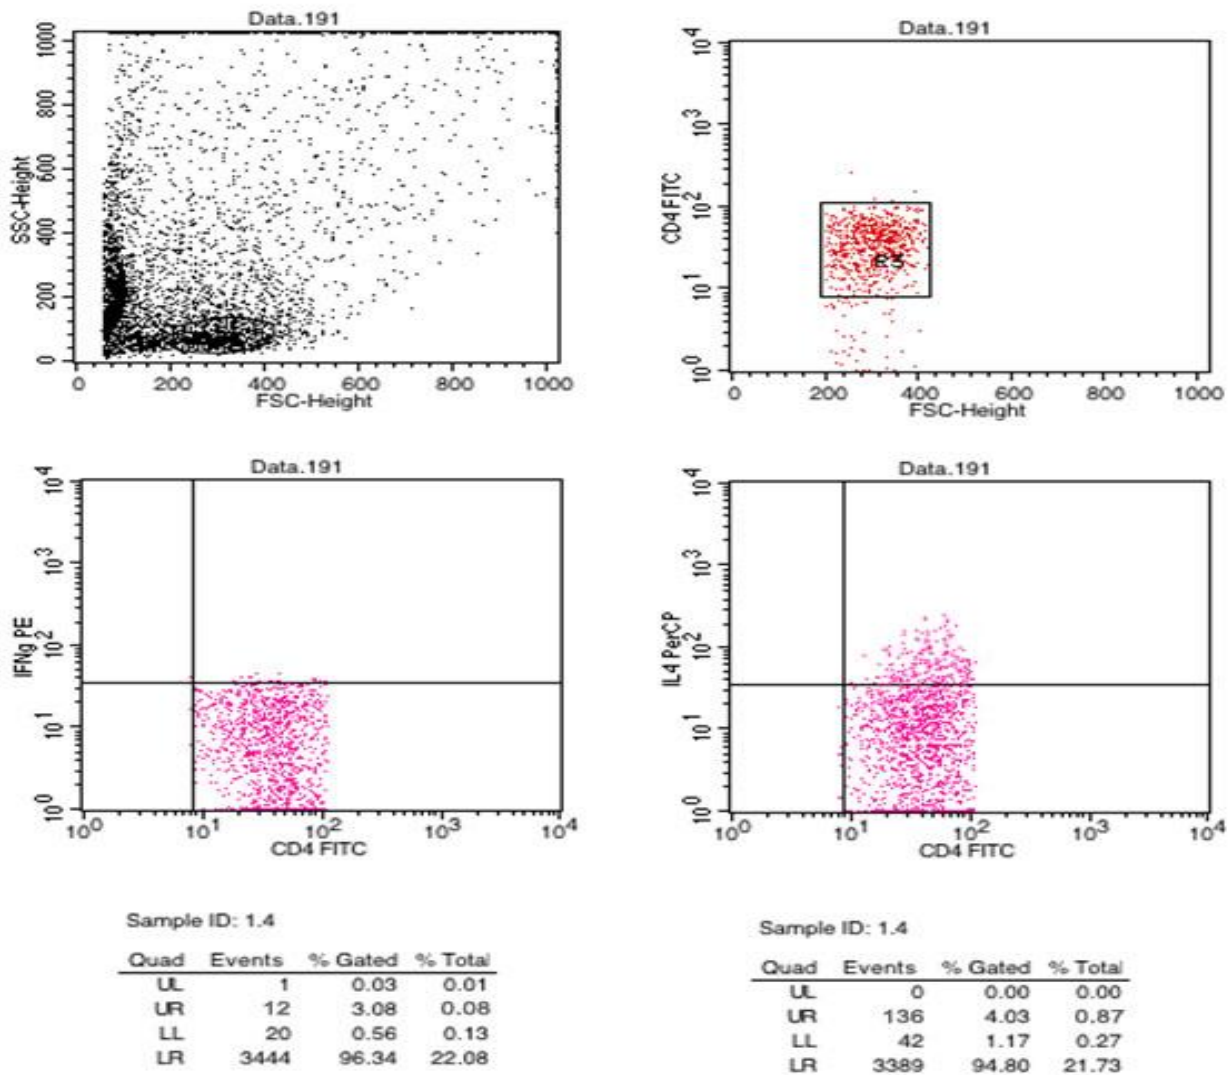 Data.191
SSC-Height
1000
800
600
400
200
0
0 200 400 600 800 1000
FSC-Height
Data.191
CD4 FITC
10^4
10^3
10^2
10^1
10^0
R3
0 200 400 600 800 1000
FSC-Height
Data.191
IFNg PE
10^4
10^3
10^2
10^1
10^0
10^0 10^1 10^2 10^3 10^4
CD4 FITC
Data.191
IL4 PerCP
10^4
10^3
10^2
10^1
10^0
10^0 10^1 10^2 10^3 10^4
CD4 FITC
Sample ID: 1.4
Quad Events % Gated % Total
UL 1 0.03 0.01
UR 12 3.08 0.08
LL 20 0.56 0.13
LR 3444 96.34 22.08
Sample ID: 1.4
Quad Events % Gated % Total
UL 0 0.00 0.00
UR 136 4.03 0.87
LL 42 1.17 0.27
LR 3389 94.80 21.73